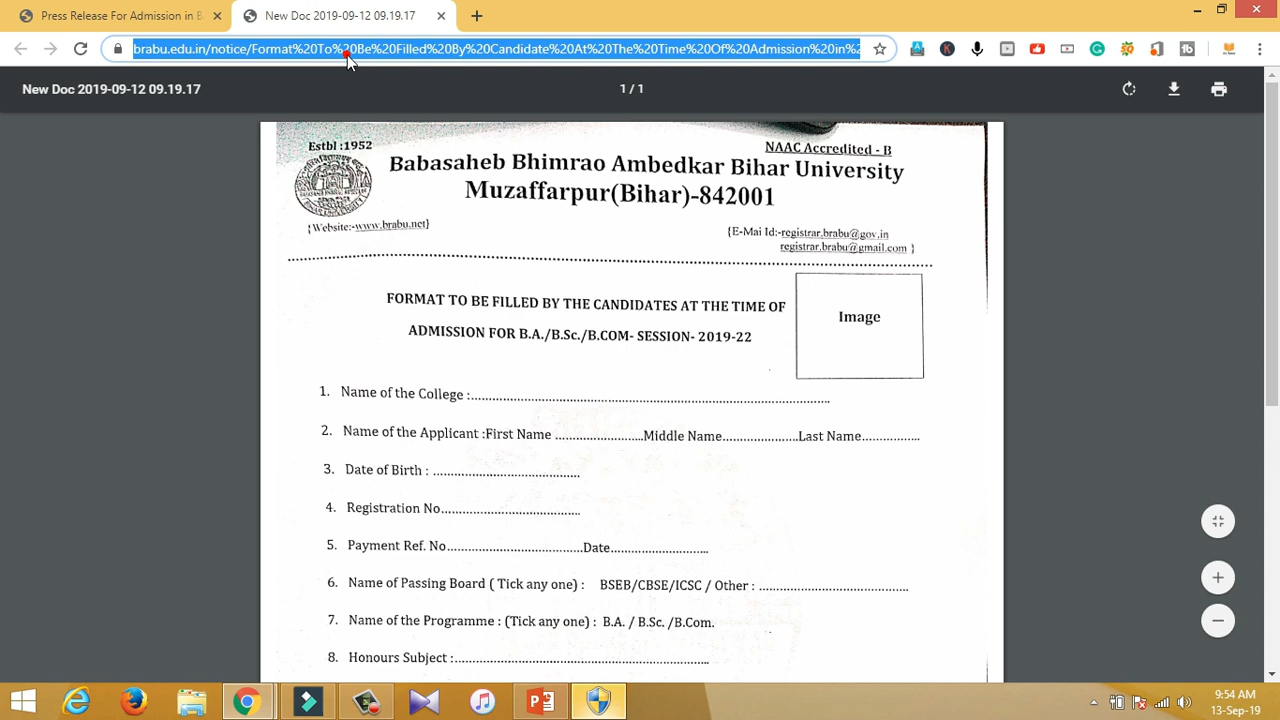 Press Release For Admission in B
New Doc 2019-09-12 09.19.17
brabu.edu.in/notice/Format%20To%20Be%20Filled%20By%20Candidate%20At%20The%20Time%20Of%20Admission%20in%2
New Doc 2019-09-12 09.19.17
1 / 1
Estbl :1952
NAAC Accredited - B
Babasaheb Bhimrao Ambedkar Bihar University
Muzaffarpur(Bihar)-842001
{Website:-www.brabu.net}
{E-Mai Id:-registrar.brabu@gov.in
registrar.brabu@gmail.com }
FORMAT TO BE FILLED BY THE CANDIDATES AT THE TIME OF
ADMISSION FOR B.A./B.Sc./B.COM- SESSION- 2019-22
Image
1. Name of the College :........................................
2. Name of the Applicant :First Name ........................Middle Name.....................Last Name................
3. Date of Birth : ........................................
4. Registration No........................................
5. Payment Ref. No........................................Date...........................
6. Name of Passing Board ( Tick any one) : BSEB/CBSE/ICSC / Other : ........................................
7. Name of the Programme : (Tick any one) : B.A. / B.Sc. /B.Com.
8. Honours Subject :........................................
9:54 AM
13-Sep-19